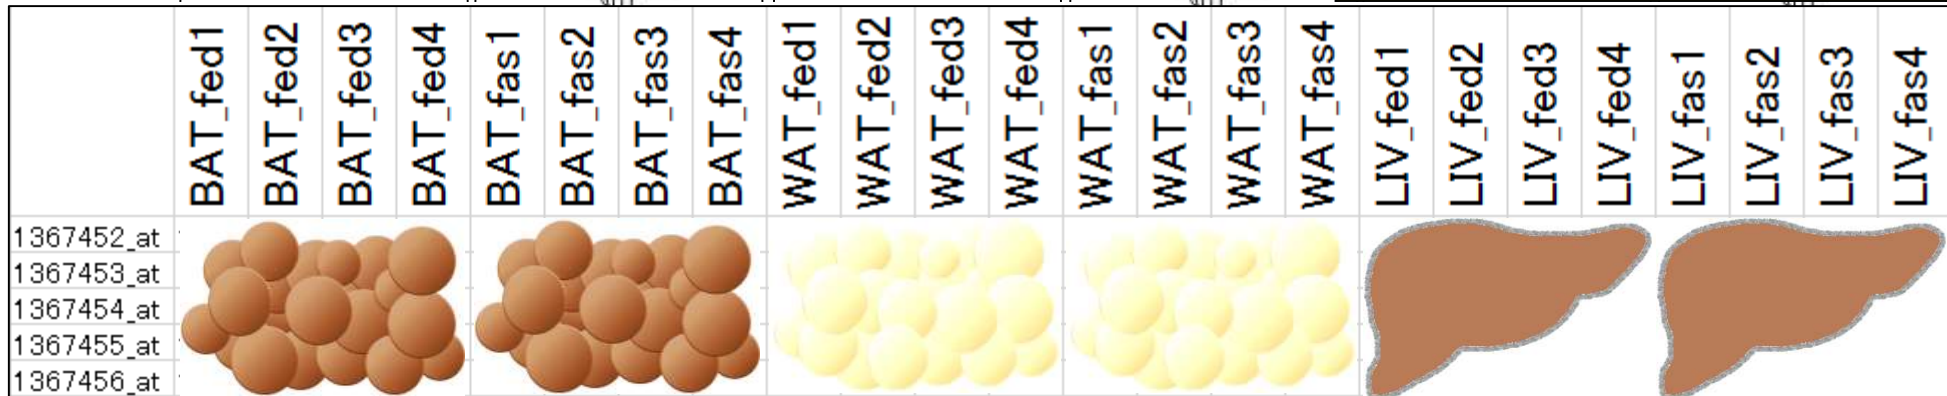 BAT_fed1 BAT_fed2 BAT_fed3 BAT_fed4 BAT_fas1 BAT_fas2 BAT_fas3 BAT_fas4 WAT_fed1 WAT_fed2 WAT_fed3 WAT_fed4 WAT_fas1 WAT_fas2 WAT_fas3 WAT_fas4 LIV_fed1 LIV_fed2 LIV_fed3 LIV_fed4 LIV_fas1 LIV_fas2 LIV_fas3 LIV_fas4
1367452_at
1367453_at
1367454_at
1367455_at
1367456_at